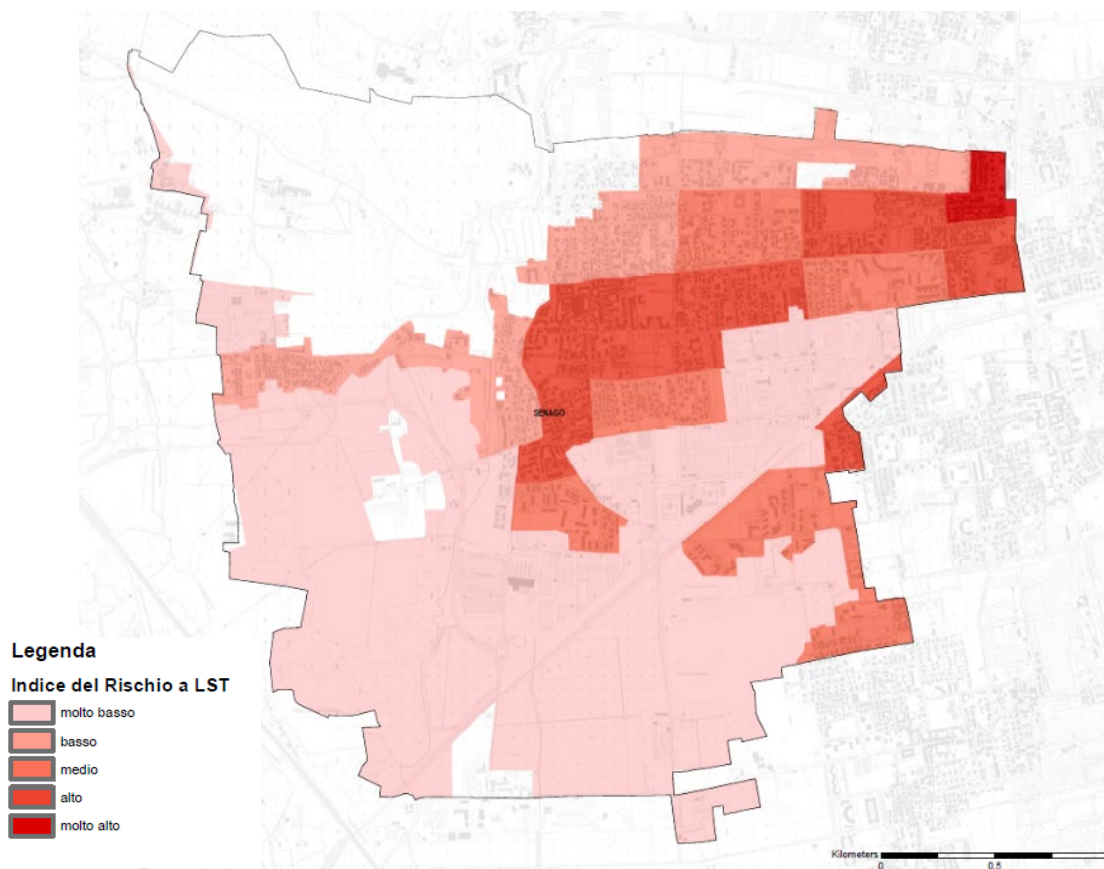 SENAGO
Legenda
Indice del Rischio a LST
molto basso
basso
medio
alto
molto alto
Kilometers
0 0.5